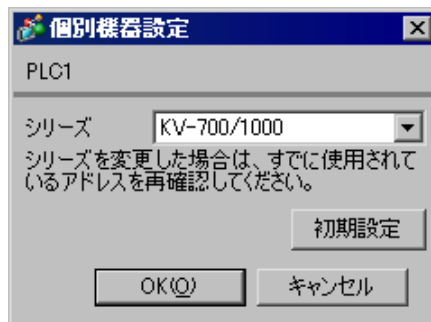 個別機器設定
PLC1
シリーズ KV-700/1000
シリーズを変更した場合は、すでに使用されて
いるアドレスを再確認してください。
初期設定
OK(O) キャンセル